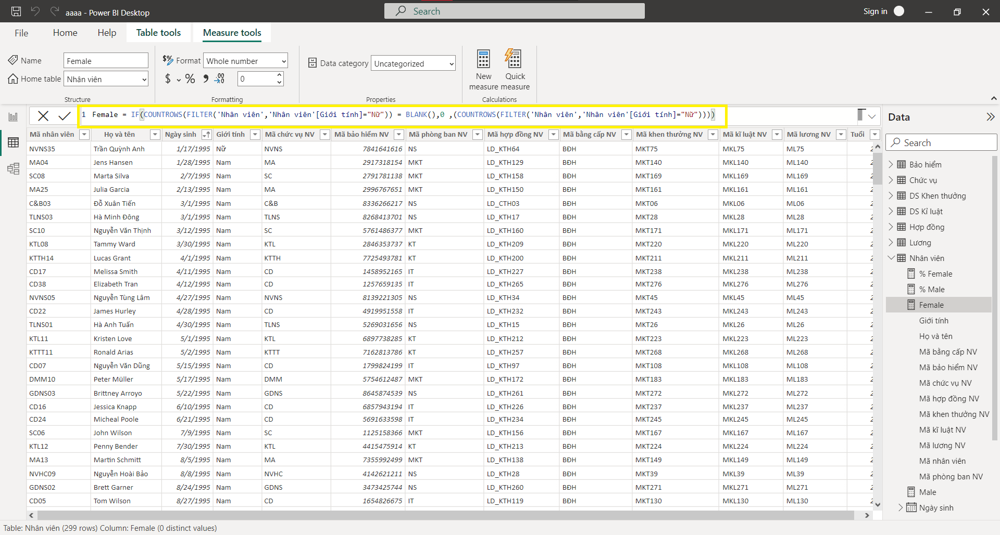 aaaa - Power BI Desktop
Search
Sign in
File Home Help Table tools Measure tools
Name Female
Home table Nhân viên
Structure
Format Whole number
$ % 0
Formatting
Data category Uncategorized
Properties
New measure
Quick measure
Calculations
1 Female = IF(COUNTROWS(FILTER('Nhân viên','Nhân viên'[Giới tính]="Nữ")) = BLANK(),0 ,(COUNTROWS(FILTER('Nhân viên','Nhân viên'[Giới tính]="Nữ"))))
Mã nhân viên Họ và tên Ngày sinh Giới tính Mã chức vụ NV Mã bảo hiểm NV Mã phòng ban NV Mã hợp đồng NV Mã bằng cấp NV Mã khen thưởng NV Mã kĩ luật NV Mã lương NV Tuổi
NVNS35 Trần Quỳnh Anh 1/17/1995 Nữ NVNS 7841641616 NS LD_KTH64 BĐH MKT75 MKL75 ML75
MA04 Jens Hansen 1/28/1995 Nam MA 2917318154 MKT LD_KTH129 BĐH MKT140 MKL140 ML140
SC08 Marta Silva 2/7/1995 Nam SC 2791781138 MKT LD_KTH158 BĐH MKT169 MKL169 ML169
MA25 Julia Garcia 2/13/1995 Nam MA 2996767651 MKT LD_KTH150 BĐH MKT161 MKL161 ML161
C&B03 Đỗ Xuân Tiến 3/1/1995 Nam C&B 8336266217 NS LD_CTH03 BĐH MKT06 MKL06 ML06
TLNS03 Hà Minh Đông 3/1/1995 Nam TLNS 8268413701 NS LD_KTH17 BĐH MKT28 MKL28 ML28
SC10 Nguyễn Văn Thịnh 3/12/1995 Nam SC 5761486377 MKT LD_KTH160 BĐH MKT171 MKL171 ML171
KTL08 Tammy Ward 3/30/1995 Nam KTL 2846353737 KT LD_KTH209 BĐH MKT220 MKL220 ML220
KTTH14 Lucas Grant 4/1/1995 Nam KTTH 7725493781 KT LD_KTH200 BĐH MKT211 MKL211 ML211
CD17 Melissa Smith 4/11/1995 Nam CD 1458952165 IT LD_KTH227 BĐH MKT238 MKL238 ML238
CD38 Elizabeth Tran 4/12/1995 Nam CD 1257659135 IT LD_KTH265 BĐH MKT276 MKL276 ML276
NVNS05 Nguyễn Tùng Lâm 4/27/1995 Nam NVNS 8139221305 NS LD_KTH34 BĐH MKT45 MKL45 ML45
CD22 James Hurley 4/28/1995 Nam CD 4919951558 IT LD_KTH232 BĐH MKT243 MKL243 ML243
TLNS01 Hà Anh Tuấn 4/30/1995 Nam TLNS 5269031656 NS LD_KTH15 BĐH MKT26 MKL26 ML26
KTL11 Kristen Love 5/1/1995 Nam KTL 6897738285 KT LD_KTH212 BĐH MKT223 MKL223 ML223
KTTT11 Ronald Arias 5/2/1995 Nam KTTT 7162813786 KT LD_KTH257 BĐH MKT268 MKL268 ML268
CD07 Nguyễn Văn Dũng 5/15/1995 Nam CD 1799824199 IT LD_KTH97 BĐH MKT108 MKL108 ML108
DMM10 Peter Müller 5/17/1995 Nam DMM 5754612487 MKT LD_KTH172 BĐH MKT183 MKL183 ML183
GDNS03 Brittney Arroyo 5/22/1995 Nam GDNS 8645874539 NS LD_KTH261 BĐH MKT272 MKL272 ML272
CD16 Jessica Knapp 6/10/1995 Nam CD 6857943194 IT LD_KTH226 BĐH MKT237 MKL237 ML237
CD24 Micheal Poole 6/21/1995 Nam CD 5691633598 IT LD_KTH234 BĐH MKT245 MKL245 ML245
SC06 John Wilson 7/9/1995 Nam SC 1125158366 MKT LD_KTH156 BĐH MKT167 MKL167 ML167
KTL12 Penny Bender 7/30/1995 Nam KTL 4415475914 KT LD_KTH213 BĐH MKT224 MKL224 ML224
MA13 Martin Schmitt 8/5/1995 Nam MA 7355992499 MKT LD_KTH138 BĐH MKT149 MKL149 ML149
NVHC09 Nguyễn Hoài Bảo 8/8/1995 Nam NVHC 4142621211 NS LD_KTH28 BĐH MKT39 MKL39 ML39
GDNS02 Brett Garner 8/24/1995 Nam GDNS 3473425744 NS LD_KTH260 BĐH MKT271 MKL271 ML271
CD05 Tom Wilson 8/27/1995 Nam CD 1654826675 IT LD_KTH119 BĐH MKT130 MKL130 ML130
Data
Search
Bảo hiểm
Chức vụ
DS Khen thưởng
DS Kỉ luật
Hợp đồng
Lương
Nhân viên
% Female
% Male
Female
Giới tính
Họ và tên
Mã bằng cấp NV
Mã bảo hiểm NV
Mã chức vụ NV
Mã hợp đồng NV
Mã khen thưởng NV
Mã kĩ luật NV
Mã lương NV
Mã nhân viên
Mã phòng ban NV
Male
Ngày sinh
Table: Nhân viên (299 rows) Column: Female (0 distinct values)